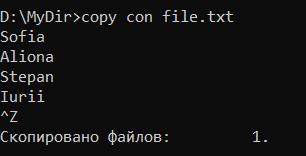 D:\MyDir>copy con file.txt
Sofia
Aliona
Stepan
Iurii
^Z
Скопировано файлов:         1.